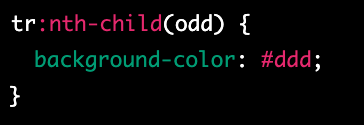 tr:nth-child(odd) {
  background-color: #ddd;
}